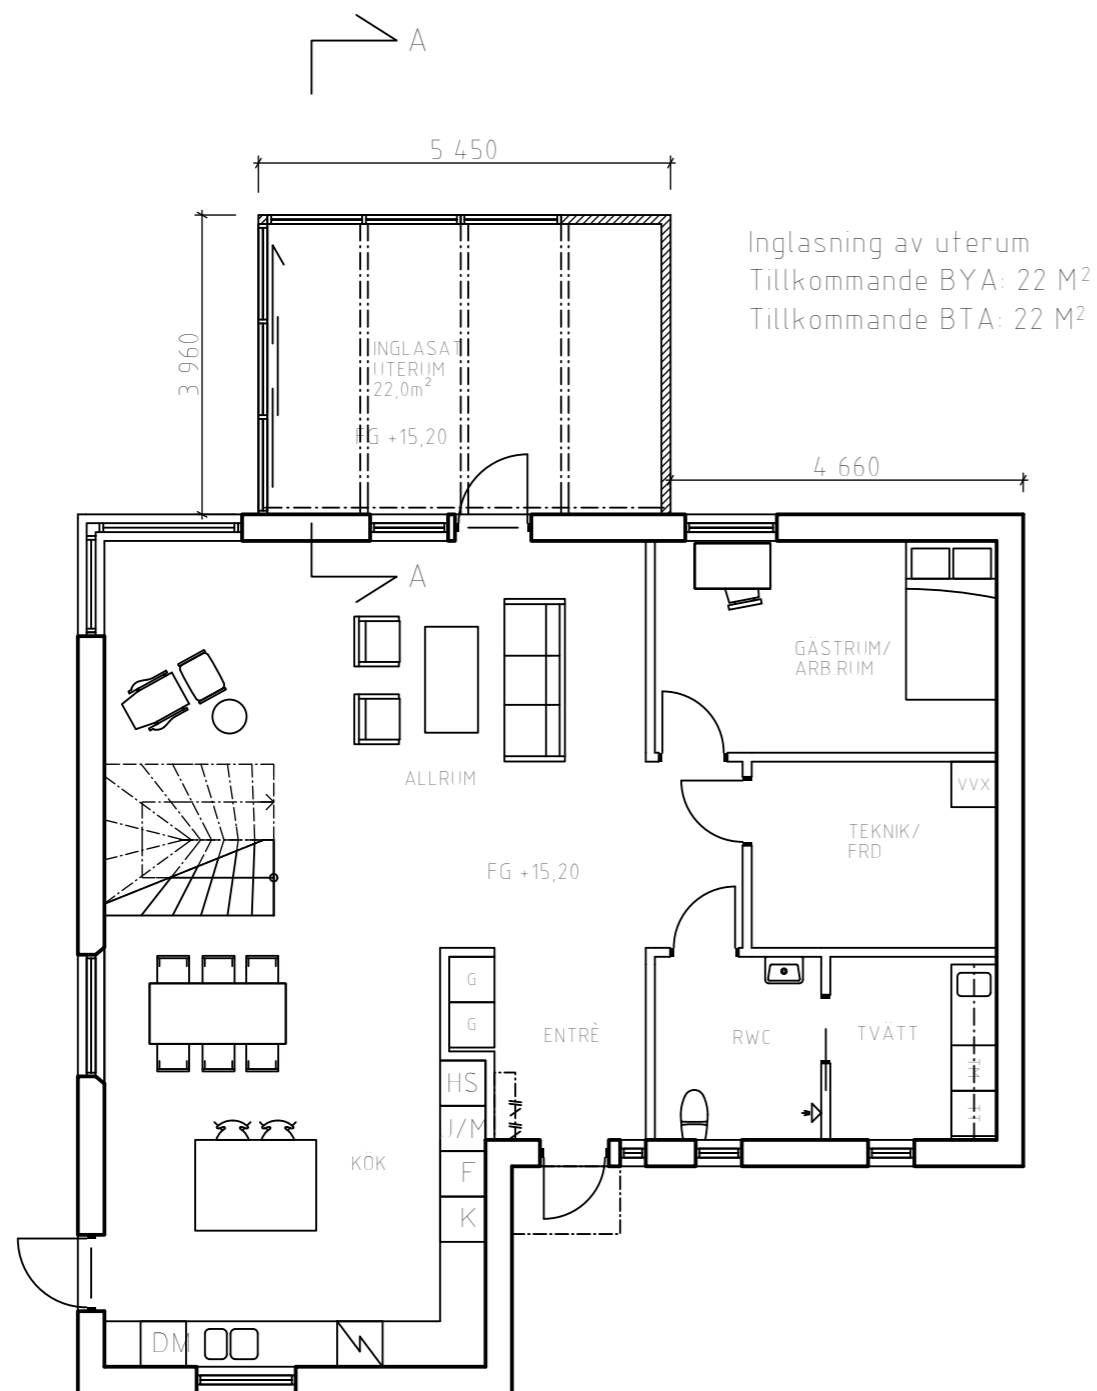 A
5 450
Inglasning av uterum
Tillkommande BYA: 22 M²
Tillkommande BTA: 22 M²
3 960
INGLASAT
UTERUM
22,0m²
FG +15,20
4 660
A
GÄSTRUM/
ARB.RUM
ALLRUM
VVX
TEKNIK/
FRD
FG +15,20
G
G
ENTRÈ
RWC
TVÄTT
TM
TT
HS
U/M
F
K
KÖK
DM